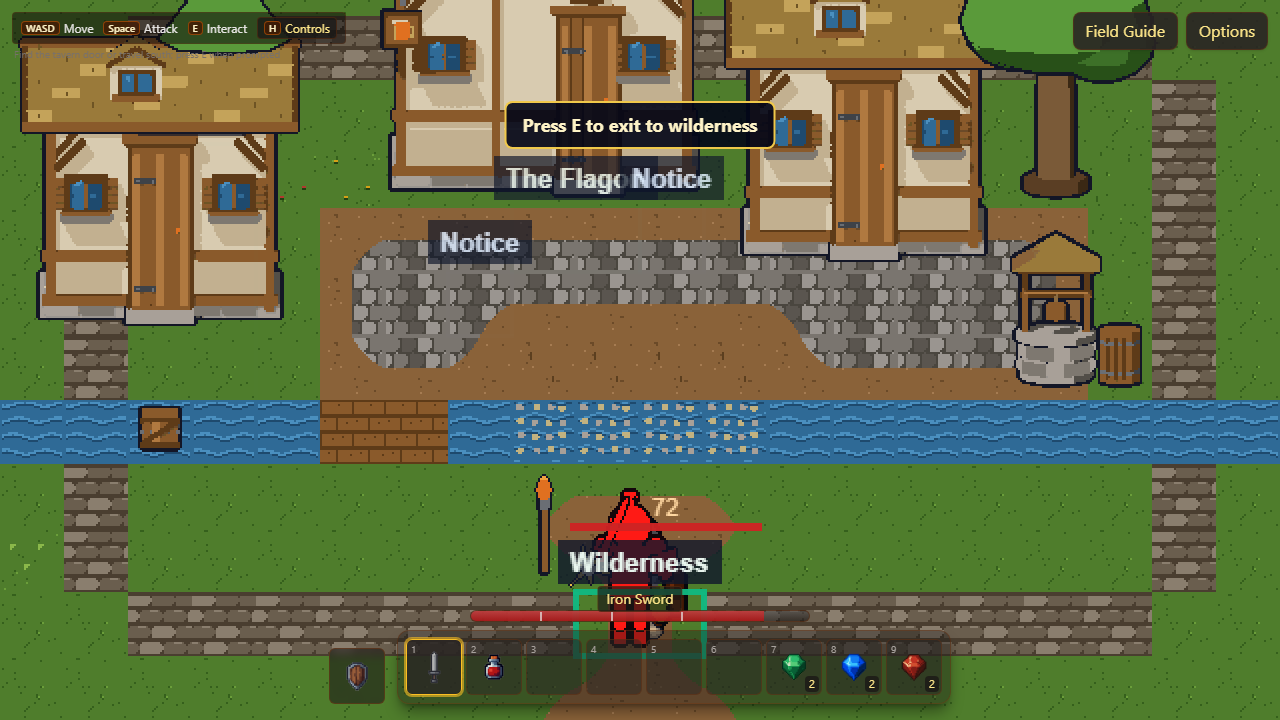 WASD Move Space Attack E Interact H Controls
Field Guide
Options
Press E to exit to wilderness
The Flag Notice
Notice
72
Wilderness
Iron Sword
1 2 3 4 5 6 7 8 9
2 2 2